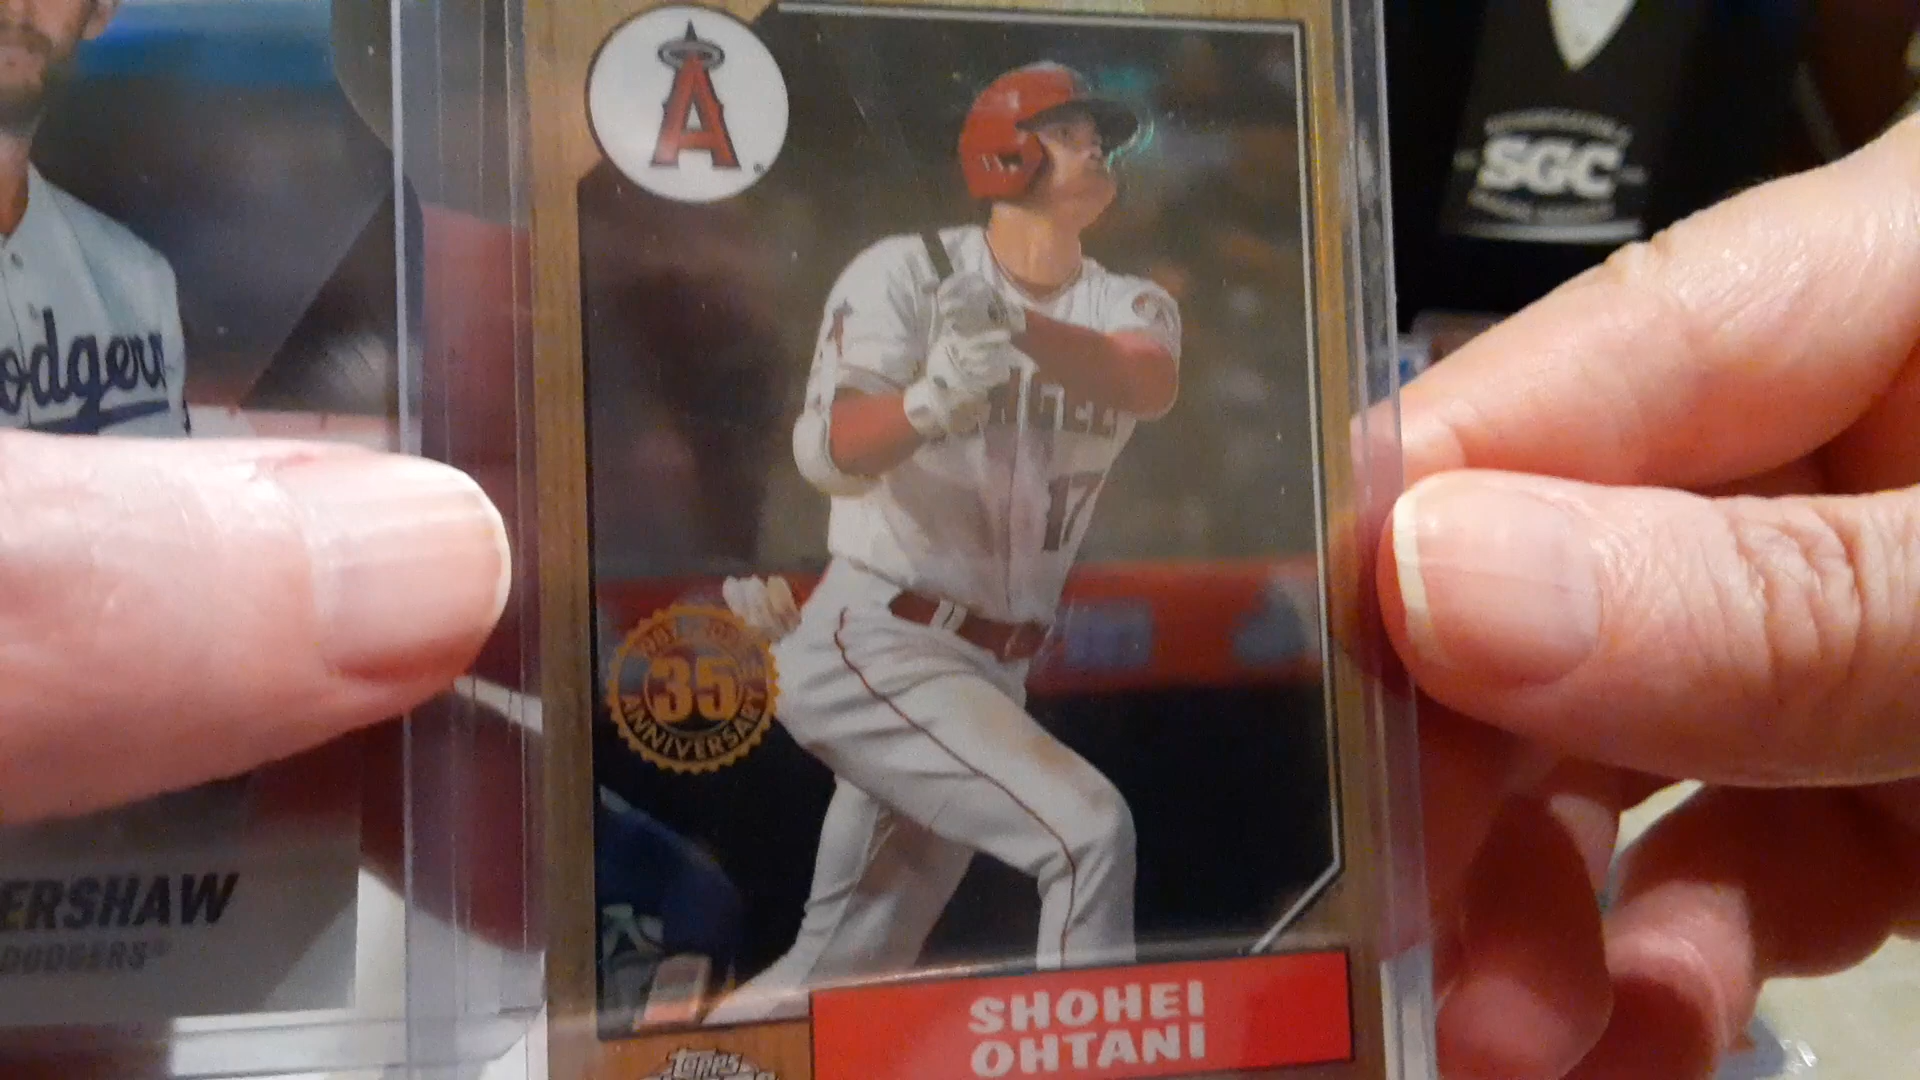 A
SGC
odgers
17
35
ANNIVERSARY
ERSHAW
DODGERS
SHOHEI
OHTANI
Topps